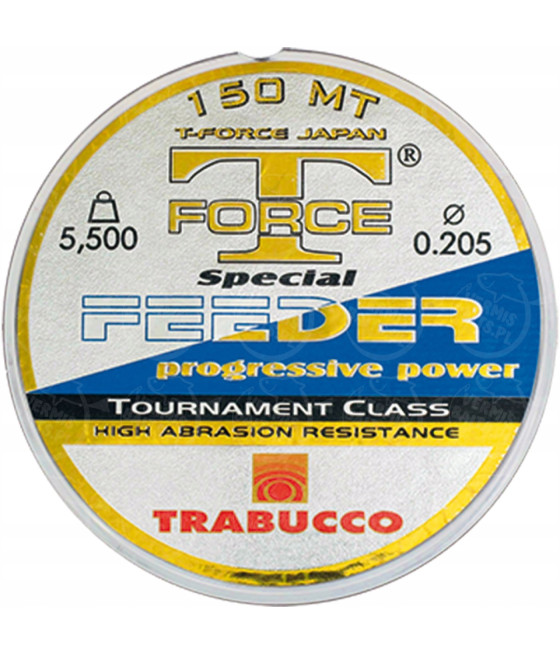 150 MT
T-FORCE JAPAN
T ®
FORCE
5,500
Ø 0.205
Special
FEEDER
progressive power
TOURNAMENT CLASS
HIGH ABRASION RESISTANCE
TRABUCCO